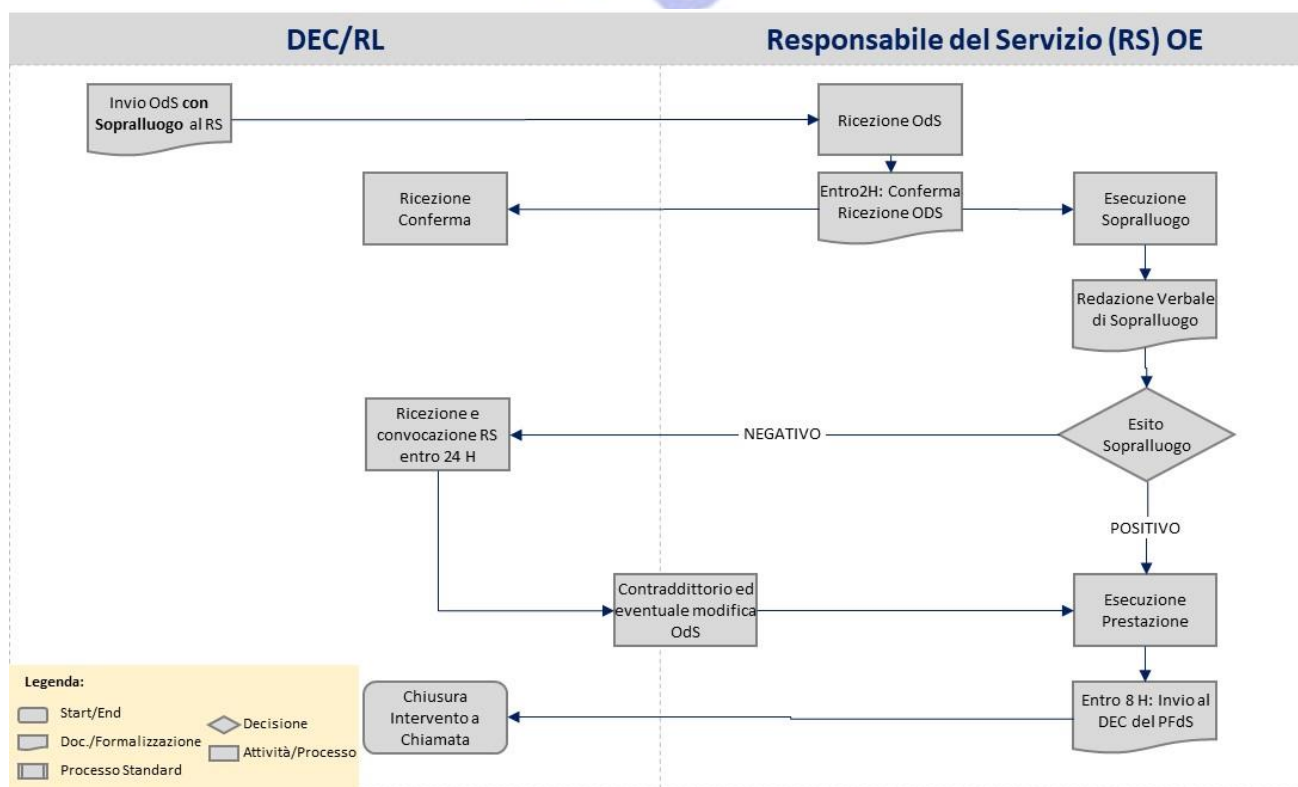 DEC/RL
Responsabile del Servizio (RS) OE
Invio OdS con
Sopralluogo al RS
Ricezione OdS
Ricezione
Conferma
Entro2H: Conferma
Ricezione ODS
Esecuzione
Sopralluogo
Redazione Verbale
di Sopralluogo
Ricezione e
convocazione RS
entro 24 H
NEGATIVO
Esito
Sopralluogo
POSITIVO
Contraddittorio ed
eventuale modifica
OdS
Esecuzione
Prestazione
Chiusura
Intervento a
Chiamata
Entro 8 H: Invio al
DEC del PFdS
Legenda:
Start/End
Decisione
Doc./Formalizzazione
Attività/Processo
Processo Standard